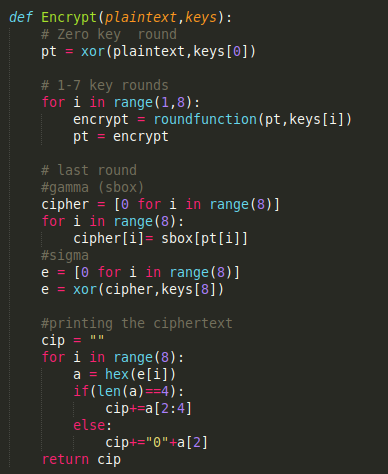 def Encrypt(plaintext,keys):
    # Zero key  round
    pt = xor(plaintext,keys[0])

    # 1-7 key rounds
    for i in range(1,8):
        encrypt = roundfunction(pt,keys[i])
        pt = encrypt

    # last round
    #gamma (sbox)
    cipher = [0 for i in range(8)]
    for i in range(8):
        cipher[i]= sbox[pt[i]]
    #sigma
    e = [0 for i in range(8)]
    e = xor(cipher,keys[8])

    #printing the ciphertext
    cip = ""
    for i in range(8):
        a = hex(e[i])
        if(len(a)==4):
            cip+=a[2:4]
        else:
            cip+="0"+a[2]
    return cip